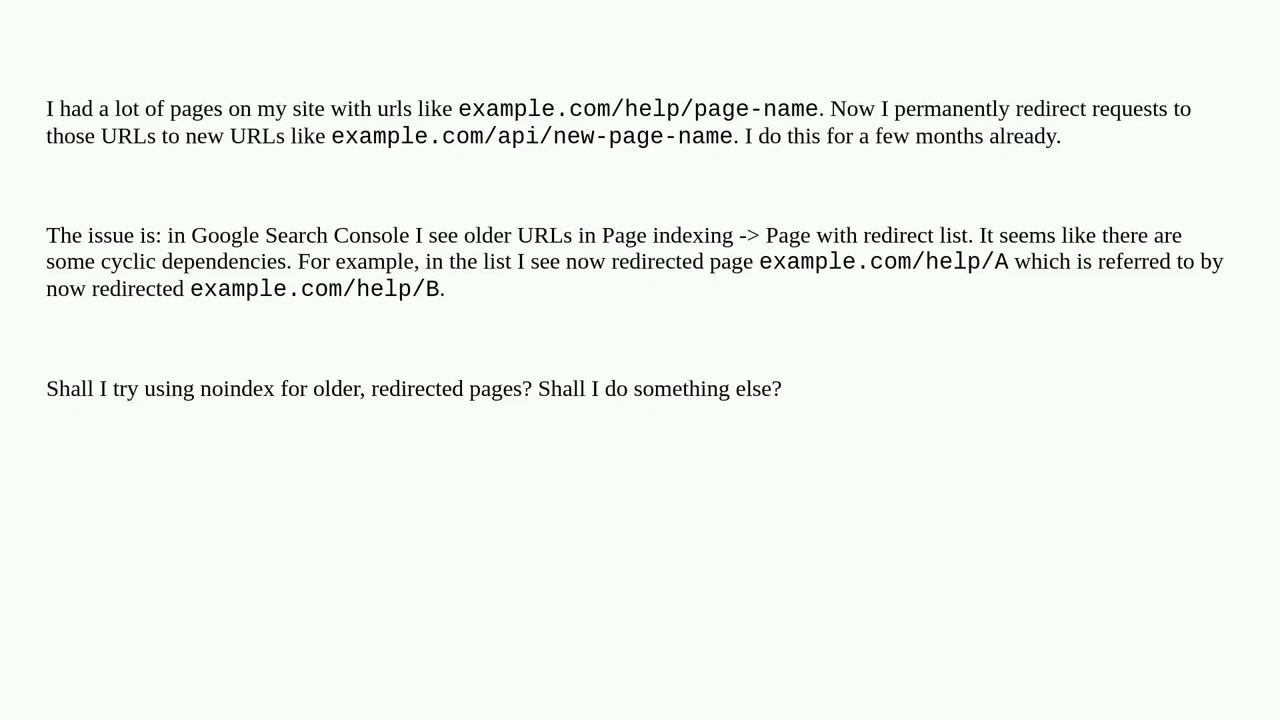 I had a lot of pages on my site with urls like example.com/help/page-name. Now I permanently redirect requests to
those URLs to new URLs like example.com/api/new-page-name. I do this for a few months already.
The issue is: in Google Search Console I see older URLs in Page indexing -> Page with redirect list. It seems like there are
some cyclic dependencies. For example, in the list I see now redirected page example.com/help/A which is referred to by
now redirected example.com/help/B.
Shall I try using noindex for older, redirected pages? Shall I do something else?